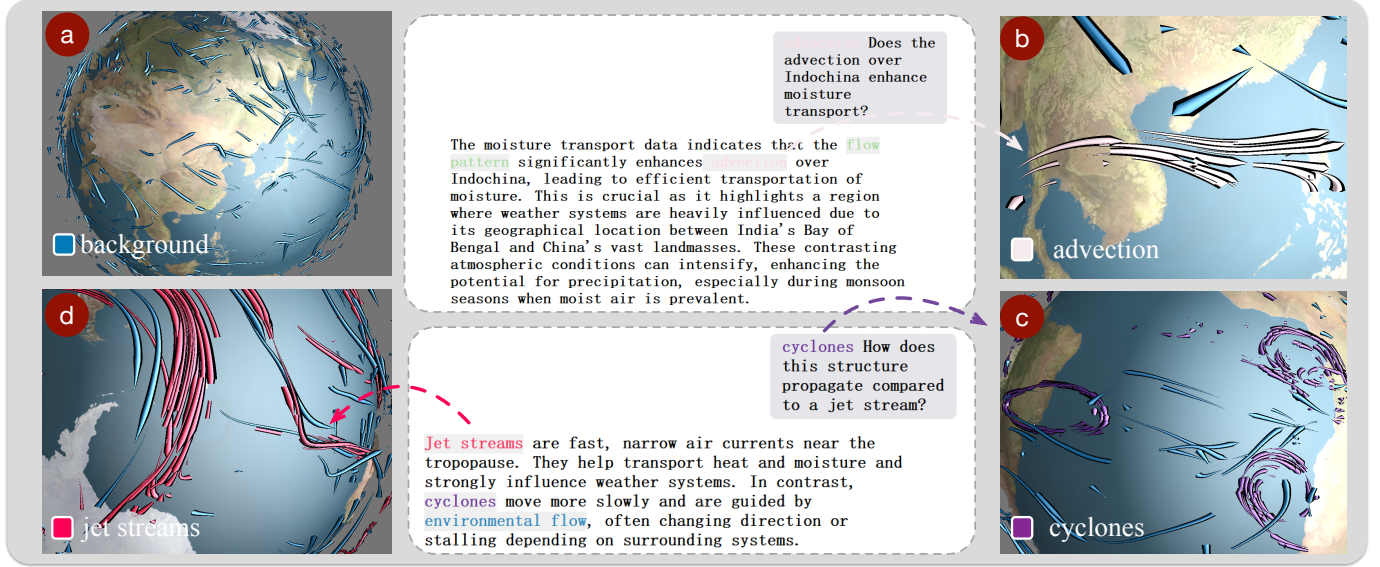 a
background
Does the
advection over
Indochina enhance
moisture
transport?
The moisture transport data indicates that the flow
pattern significantly enhances advection over
Indochina, leading to efficient transportation of
moisture. This is crucial as it highlights a region
where weather systems are heavily influenced due to
its geographical location between India's Bay of
Bengal and China's vast landmasses. These contrasting
atmospheric conditions can intensify, enhancing the
potential for precipitation, especially during monsoon
seasons when moist air is prevalent.
b
advection
d
jet streams
cyclones How does
this structure
propagate compared
to a jet stream?
Jet streams are fast, narrow air currents near the
tropopause. They help transport heat and moisture and
strongly influence weather systems. In contrast,
cyclones move more slowly and are guided by
environmental flow, often changing direction or
stalling depending on surrounding systems.
c
cyclones